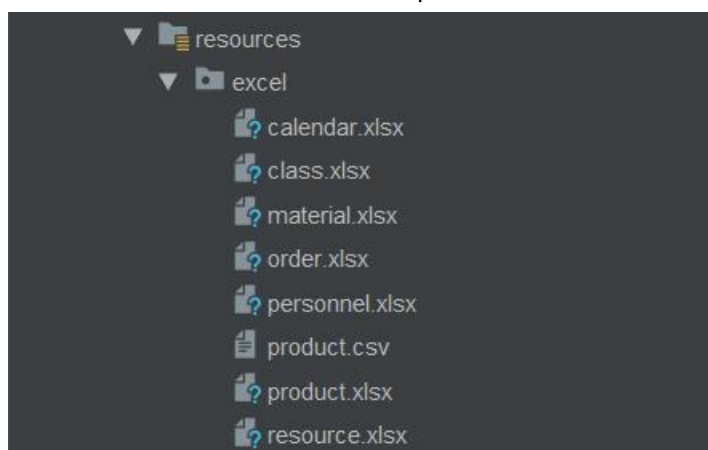 resources
excel
calendar.xlsx
class.xlsx
material.xlsx
order.xlsx
personnel.xlsx
product.csv
product.xlsx
resource.xlsx